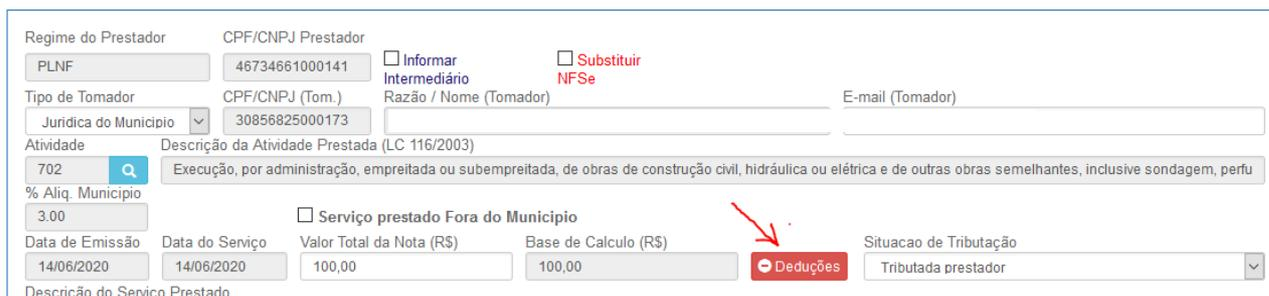 Regime do Prestador CPF/CNPJ Prestador
PLNF 46734661000141 Informar Intermediário Substituir NFSe
Tipo de Tomador CPF/CNPJ (Tom.) Razão / Nome (Tomador) E-mail (Tomador)
Juridica do Municipio 30856825000173
Atividade Descrição da Atividade Prestada (LC 116/2003)
702 Execução, por administração, empreitada ou subempreitada, de obras de construção civil, hidráulica ou elétrica e de outras obras semelhantes, inclusive sondagem, perfu
% Aliq. Municipio
3.00 Serviço prestado Fora do Municipio
Data de Emissão Data do Serviço Valor Total da Nota (R$) Base de Calculo (R$) Situacao de Tributação
14/06/2020 14/06/2020 100,00 100,00 Deduções Tributada prestador
Descrição do Serviço Prestado